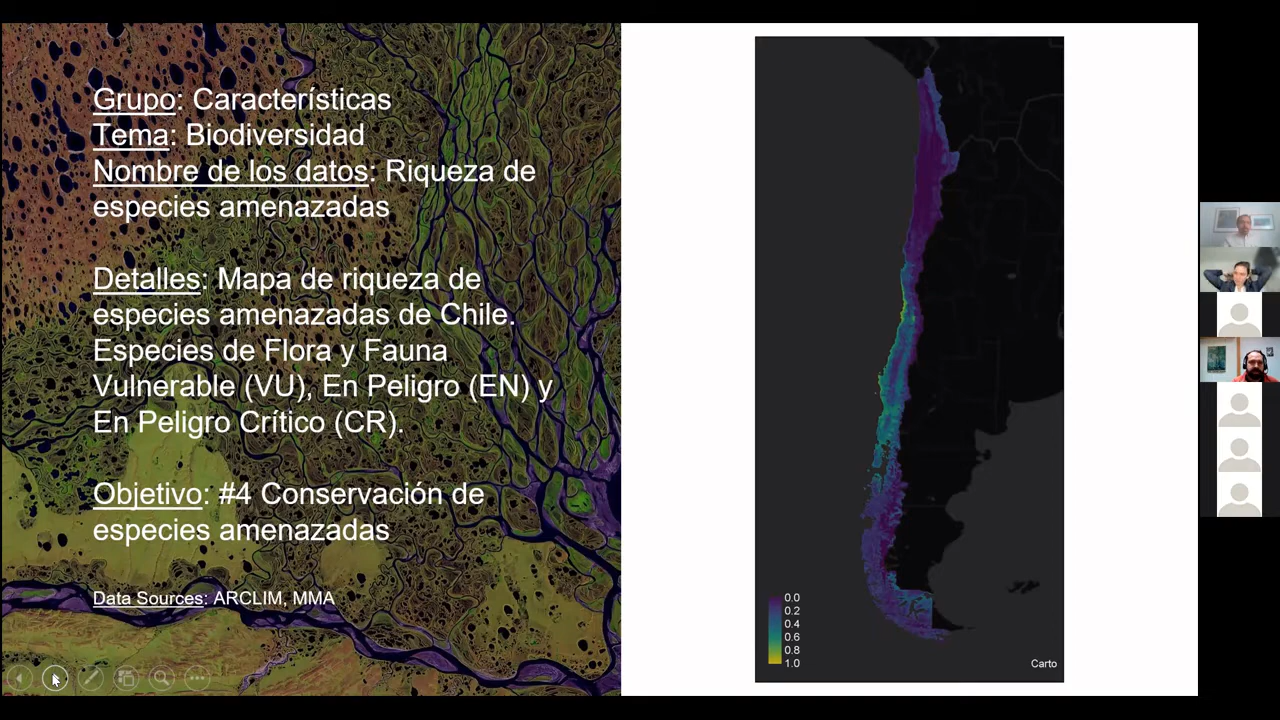 Grupo: Características
Tema: Biodiversidad
Nombre de los datos: Riqueza de
especies amenazadas
Detalles: Mapa de riqueza de
especies amenazadas de Chile.
Especies de Flora y Fauna
Vulnerable (VU), En Peligro (EN) y
En Peligro Crítico (CR).
Objetivo: #4 Conservación de
especies amenazadas
Data Sources: ARCLIM, MMA
0.0
0.2
0.4
0.6
0.8
1.0
Carto